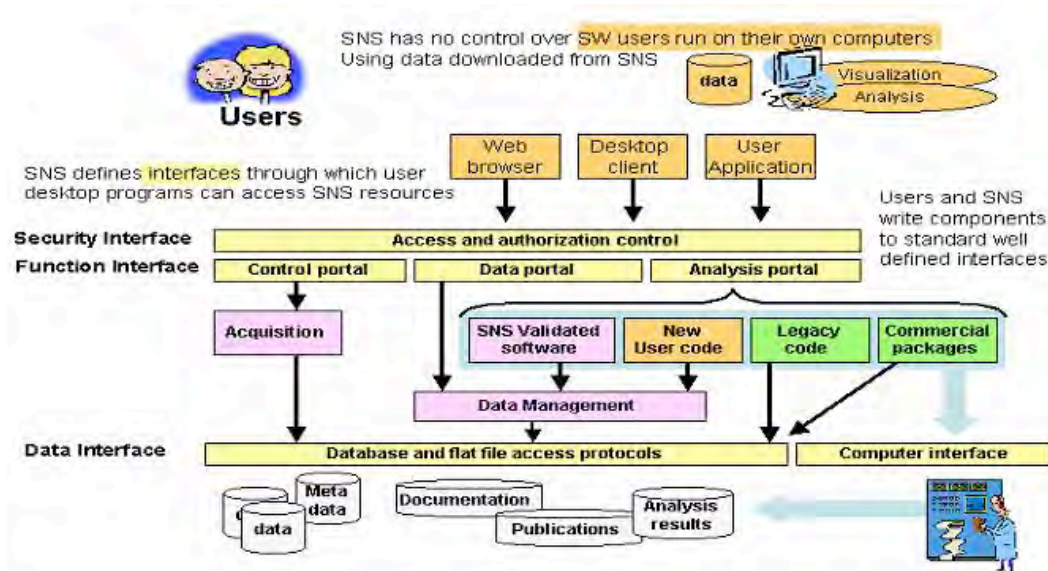 SNS has no control over SW users run on their own computers
Using data downloaded from SNS
data
Visualization
Analysis
Users
Web
browser
Desktop
client
User
Application
SNS defines interfaces through which user
desktop programs can access SNS resources
Users and SNS
write components
to standard well
defined interfaces
Security Interface
Access and authorization control
Function Interface
Control portal
Data portal
Analysis portal
Acquisition
SNS Validated
software
New
User code
Legacy
code
Commercial
packages
Data Management
Data Interface
Database and flat file access protocols
Computer interface
Meta
data
data
Documentation
Publications
Analysis
results